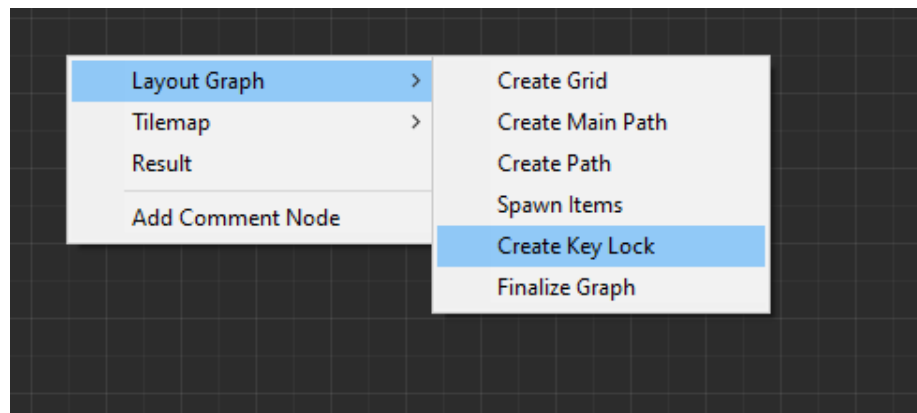 Layout Graph
Tilemap
Result
Add Comment Node
Create Grid
Create Main Path
Create Path
Spawn Items
Create Key Lock
Finalize Graph